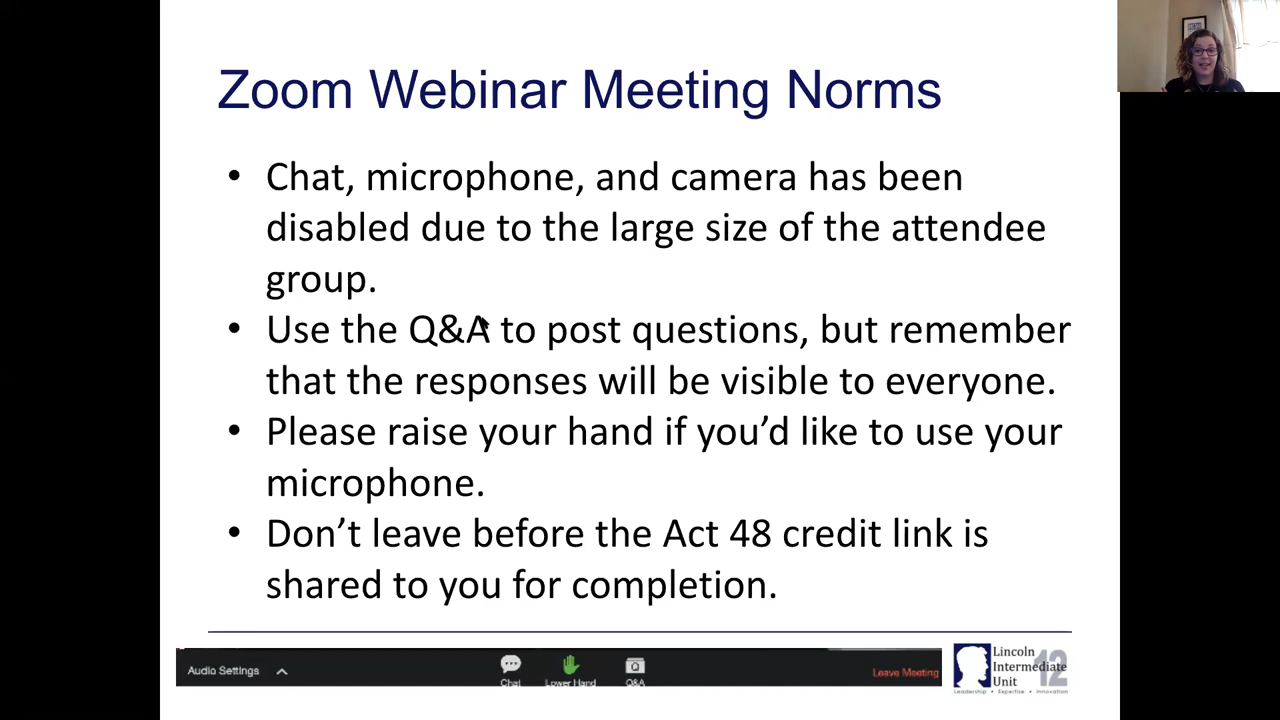 Zoom Webinar Meeting Norms
• Chat, microphone, and camera has been
disabled due to the large size of the attendee
group.
• Use the Q&A to post questions, but remember
that the responses will be visible to everyone.
• Please raise your hand if you’d like to use your
microphone.
• Don’t leave before the Act 48 credit link is
shared to you for completion.
Audio Settings
Chat
Lower Hand
Q&A
Leave Meeting
Lincoln
Intermediate
Unit
12
Leadership • Expertise • Innovation